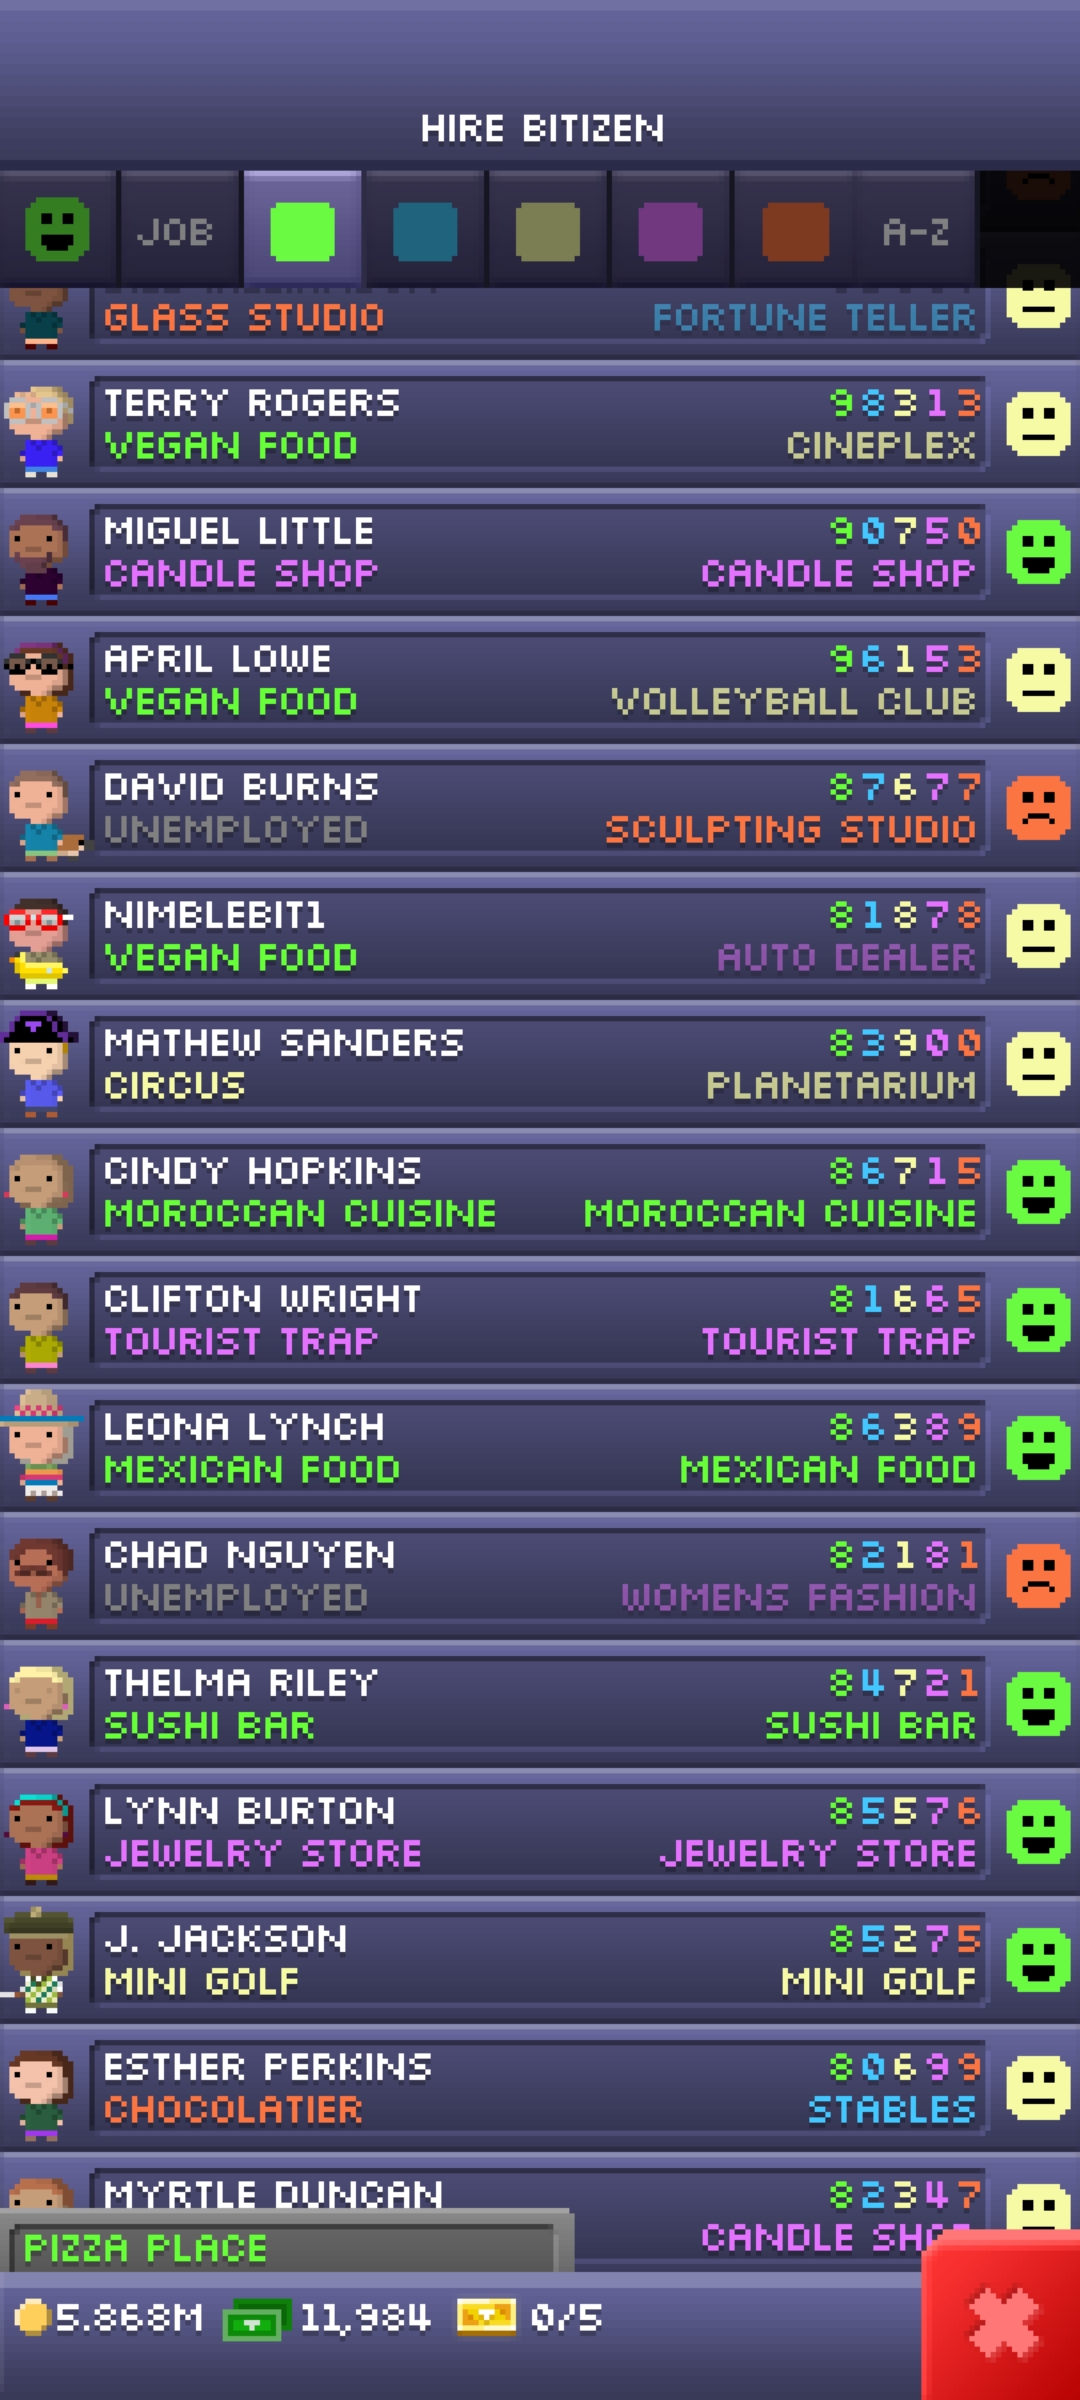 HIRE BITIZEN
JOB A-Z
GLASS STUDIO FORTUNE TELLER
TERRY ROGERS 98313
VEGAN FOOD CINEPLEX
MIGUEL LITTLE 90750
CANDLE SHOP CANDLE SHOP
APRIL LOWE 96153
VEGAN FOOD VOLLEYBALL CLUB
DAVID BURNS 87677
UNEMPLOYED SCULPTING STUDIO
NIMBLEBIT1 81878
VEGAN FOOD AUTO DEALER
MATHEW SANDERS 83900
CIRCUS PLANETARIUM
CINDY HOPKINS 86715
MOROCCAN CUISINE MOROCCAN CUISINE
CLIFTON WRIGHT 81665
TOURIST TRAP TOURIST TRAP
LEONA LYNCH 86389
MEXICAN FOOD MEXICAN FOOD
CHAD NGUYEN 82181
UNEMPLOYED WOMENS FASHION
THELMA RILEY 84721
SUSHI BAR SUSHI BAR
LYNN BURTON 85576
JEWELRY STORE JEWELRY STORE
J. JACKSON 85275
MINI GOLF MINI GOLF
ESTHER PERKINS 80699
CHOCOLATIER STABLES
MYRTLE DUNCAN 82347
CANDLE SHOP
PIZZA PLACE
5.868M 11,984 0/5